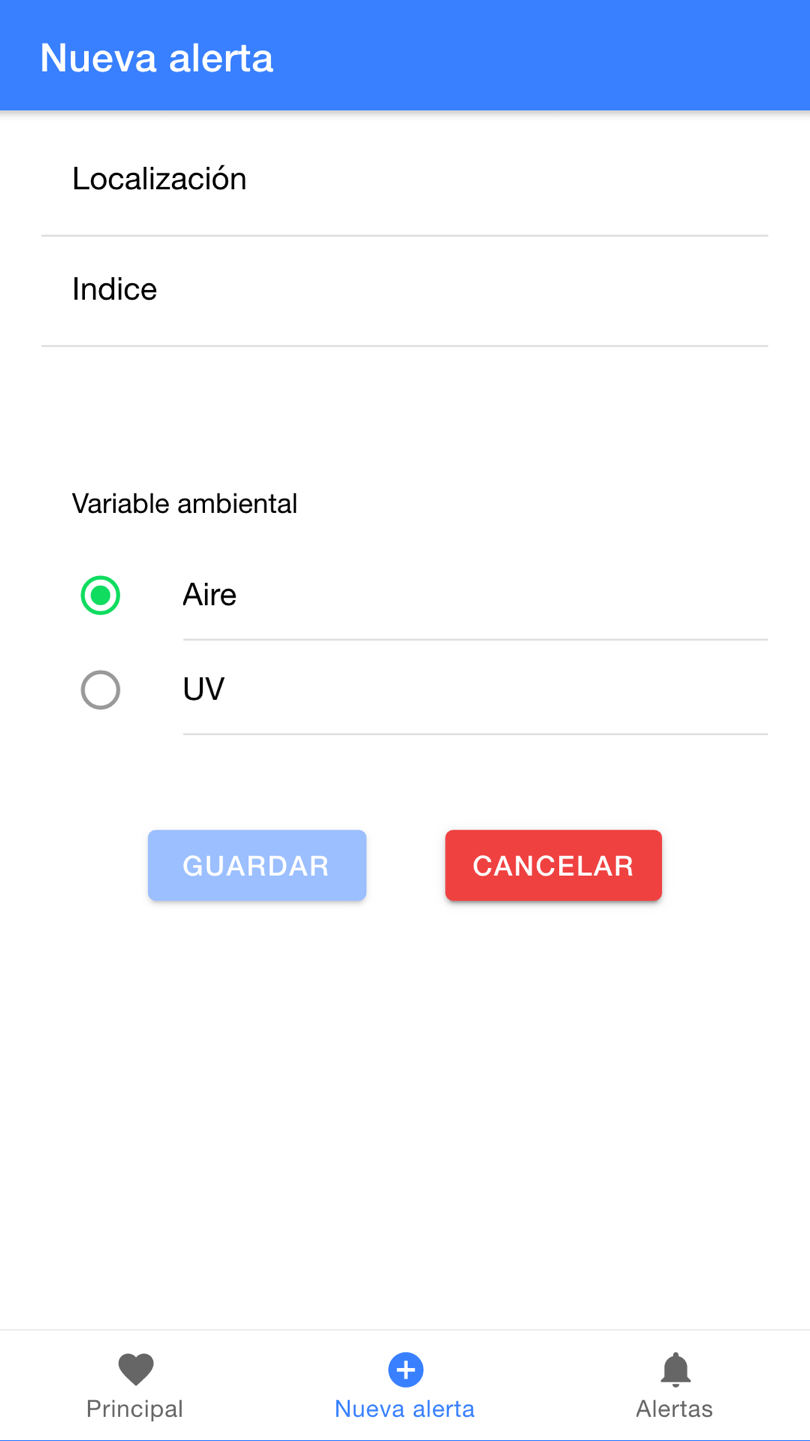 Nueva alerta
Localización
Indice
Variable ambiental
Aire
UV
GUARDAR CANCELAR
Principal Nueva alerta Alertas